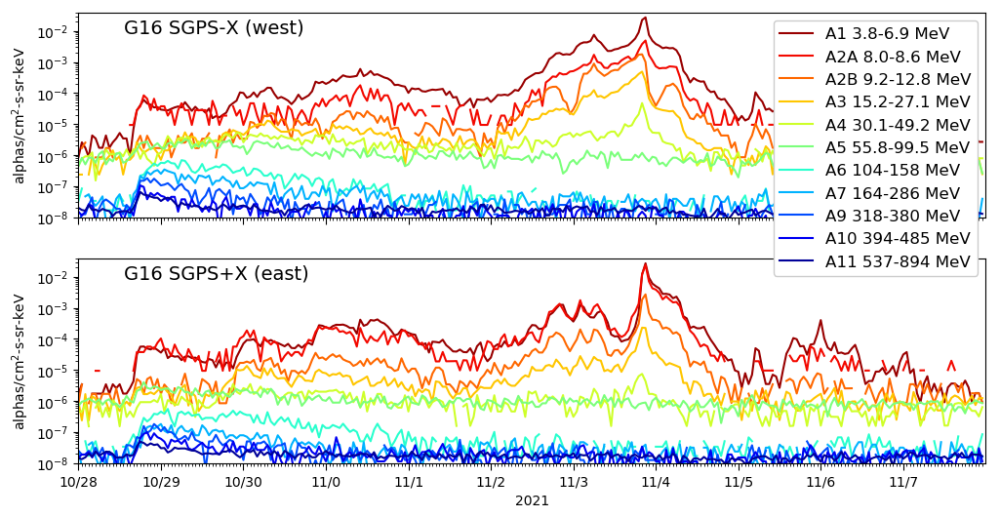 G16 SGPS-X (west)
alphas/cm²-s-sr-keV
10⁻²
10⁻³
10⁻⁴
10⁻⁵
10⁻⁶
10⁻⁷
10⁻⁸
A1 3.8-6.9 MeV
A2A 8.0-8.6 MeV
A2B 9.2-12.8 MeV
A3 15.2-27.1 MeV
A4 30.1-49.2 MeV
A5 55.8-99.5 MeV
A6 104-158 MeV
A7 164-286 MeV
A9 318-380 MeV
A10 394-485 MeV
A11 537-894 MeV
G16 SGPS+X (east)
alphas/cm²-s-sr-keV
10⁻²
10⁻³
10⁻⁴
10⁻⁵
10⁻⁶
10⁻⁷
10⁻⁸
10/28 10/29 10/30 11/0 11/1 11/2 11/3 11/4 11/5 11/6 11/7
2021